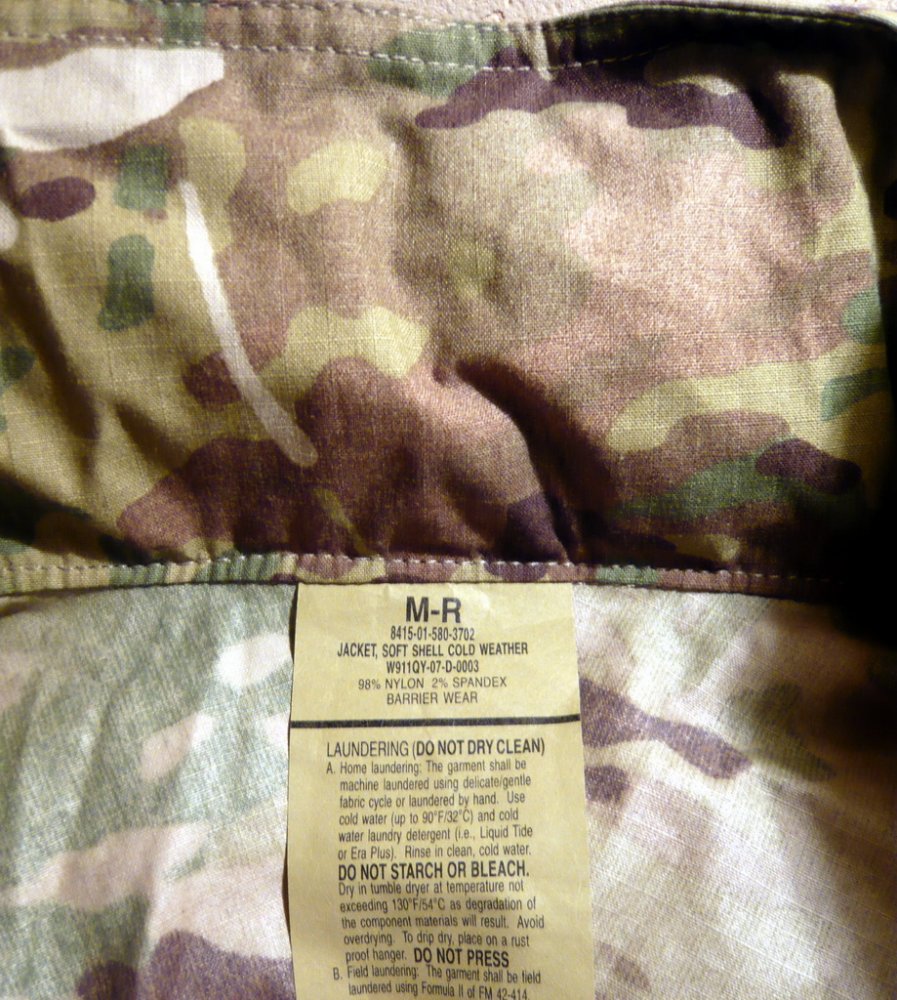 M-R
8415-01-580-3702
JACKET, SOFT SHELL COLD WEATHER
W911QY-07-D-0003
98% NYLON 2% SPANDEX
BARRIER WEAR
LAUNDERING (DO NOT DRY CLEAN)
A. Home laundering: The garment shall be
machine laundered using delicate/gentle
fabric cycle or laundered by hand. Use
cold water (up to 90°F/32°C) and cold
water laundry detergent (i.e., Liquid Tide
or Era Plus). Rinse in clean, cold water.
DO NOT STARCH OR BLEACH.
Dry in tumble dryer at temperature not
exceeding 130°F/54°C as degradation of
the component materials will result. Avoid
overdrying. To drip dry, place on a rust
proof hanger. DO NOT PRESS
B. Field laundering: The garment shall be field
laundered using Formula II of FM 42-414.